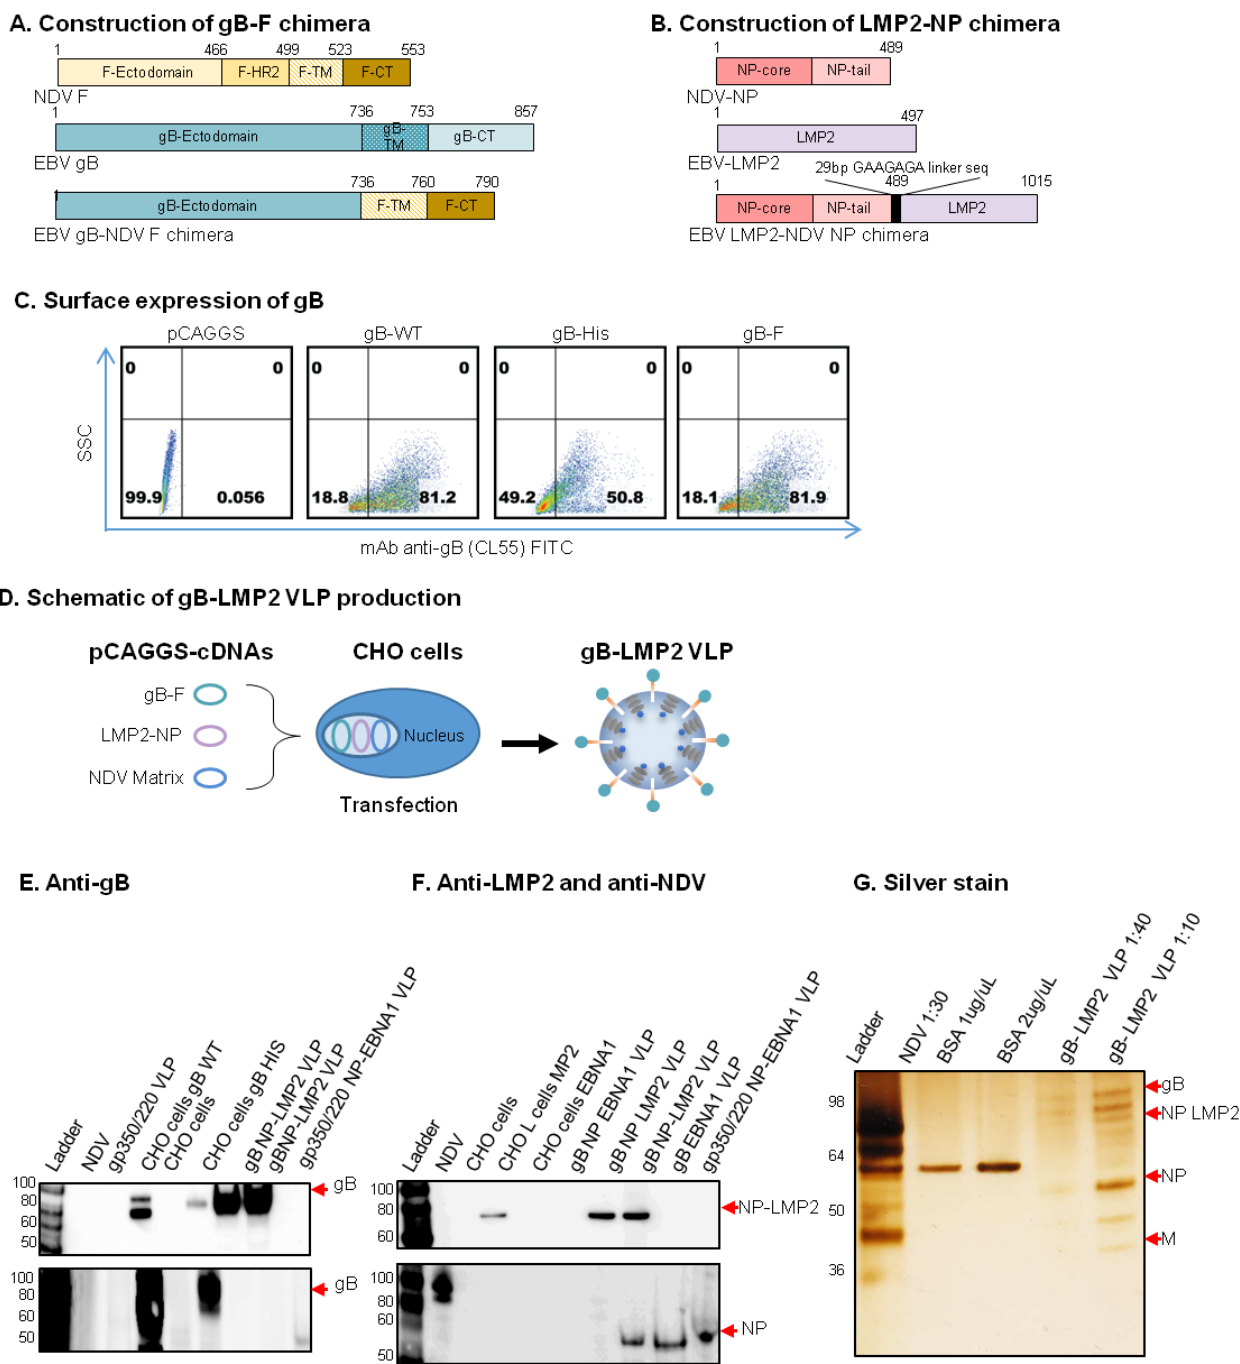 A. Construction of gB-F chimera
1 466 499 523 553
F-Ectodomain F-HR2 F-TM F-CT
NDV F
1 736 753 857
gB-Ectodomain gB-TM gB-CT
EBV gB
1 736 760 790
gB-Ectodomain F-TM F-CT
EBV gB-NDV F chimera
B. Construction of LMP2-NP chimera
1 489
NP-core NP-tail
NDV-NP
1 497
LMP2
EBV-LMP2
29bp GAAGAGA linker seq
1 489 1015
NP-core NP-tail LMP2
EBV LMP2-NDV NP chimera
C. Surface expression of gB
pCAGGS gB-WT gB-His gB-F
0 0 0 0 0 0 0 0
SSC
99.9 0.056 18.8 81.2 49.2 50.8 18.1 81.9
mAb anti-gB (CL55) FITC
D. Schematic of gB-LMP2 VLP production
pCAGGS-cDNAs CHO cells gB-LMP2 VLP
gB-F
LMP2-NP
NDV Matrix
Nucleus
Transfection
E. Anti-gB
Ladder
NDV
gp350/220 VLP
CHO cells gB WT
CHO cells
CHO cells gB HIS
gBNP-LMP2 VLP
gBNP-LMP2 VLP
gp350/220 NP-EBNA1 VLP
100
80
60
50
gB
100
80
60
50
gB
F. Anti-LMP2 and anti-NDV
Ladder
NDV
CHO cells
CHO L cells MP2
CHO cells EBNA1
gBNP EBNA1 VLP
gBNP LMP2 VLP
gBNP-LMP2 VLP
gBEBNA1 VLP
gp350/220 NP-EBNA1 VLP
100
80
60
NP-LMP2
100
80
60
50
NP
G. Silver stain
Ladder
NDV 1:30
BSA 1ug/uL
BSA 2ug/uL
gB-LMP2 VLP 1:40
gB-LMP2 VLP 1:10
98
64
50
36
gB
NP LMP2
NP
M